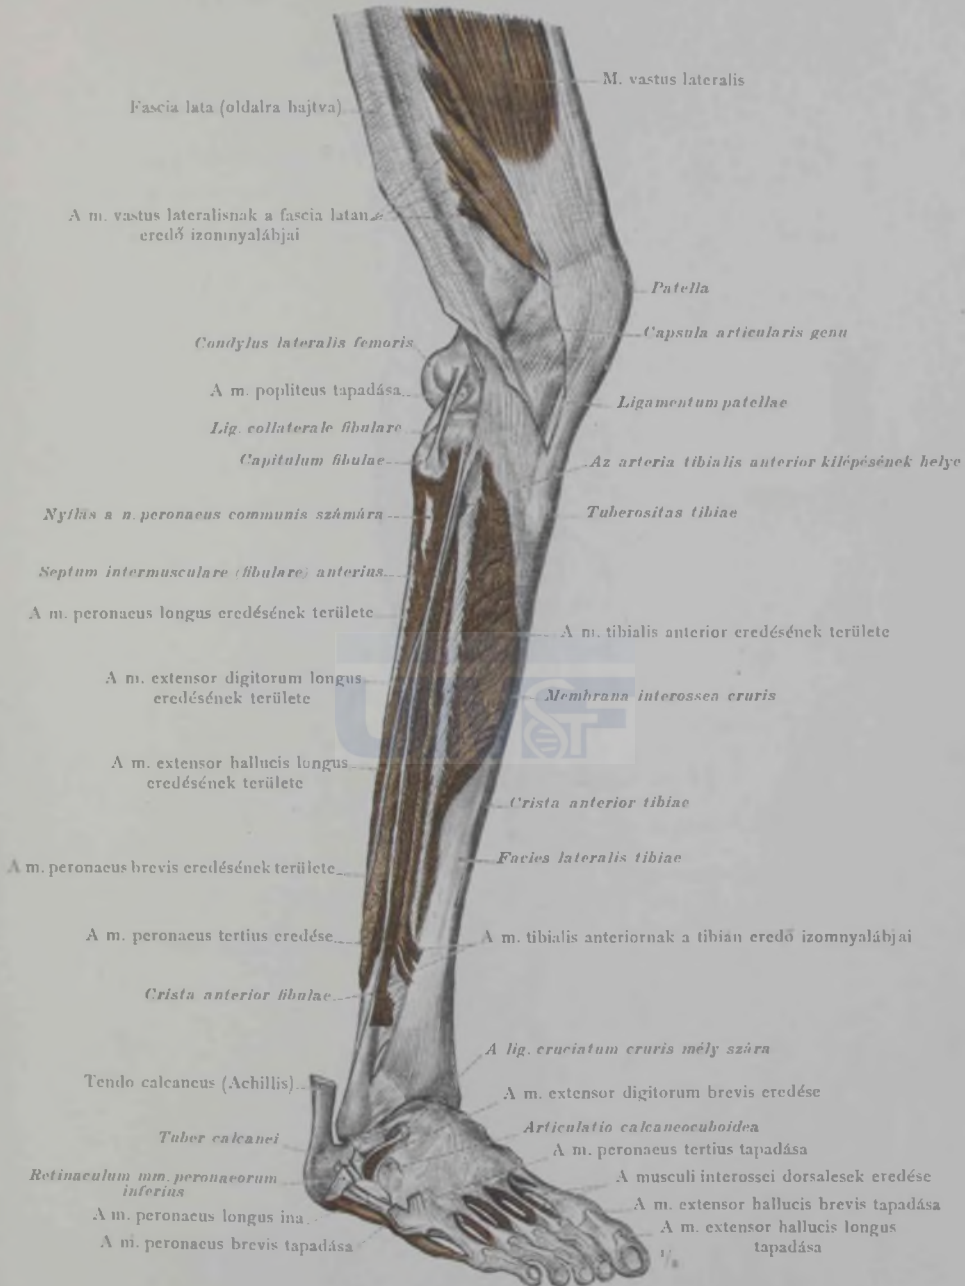 M. vastus lateralis
Fascia lata (oldalra hajtva)
A m. vastus lateralisnak a fascia latan
eredő izomnyalábjai
Patella
Capsula articularis genu
Condylus lateralis femoris
A m. popliteus tapadása
Ligamentum patellae
Lig. collaterale fibulare
Capitulum fibulae
Az arteria tibialis anterior kilépésének helye
Nyílás a n. peronaeus communis számára
Tuberositas tibiae
Septum intermusculare (fibulare) anterius
A m. peronaeus longus eredésének területe
A m. tibialis anterior eredésének területe
A m. extensor digitorum longus
eredésének területe
Membrana interossea cruris
A m. extensor hallucis longus
eredésének területe
Crista anterior tibiae
Facies lateralis tibiae
A m. peronaeus brevis eredésének területe
A m. peronaeus tertius eredése
A m. tibialis anteriornak a tibián eredő izomnyalábjai
Crista anterior fibulae
A lig. cruciatum cruris mély szára
Tendo calcaneus (Achillis)
A m. extensor digitorum brevis eredése
Articulatio calcaneocuboidea
Tuber calcanei
A m. peronaeus tertius tapadása
Retinaculum mm. peronaeorum
inferius
A musculi interossei dorsalesek eredése
A m. extensor hallucis brevis tapadása
A m. peronaeus longus ina
A m. extensor hallucis longus
tapadása
A m. peronaeus brevis tapadása